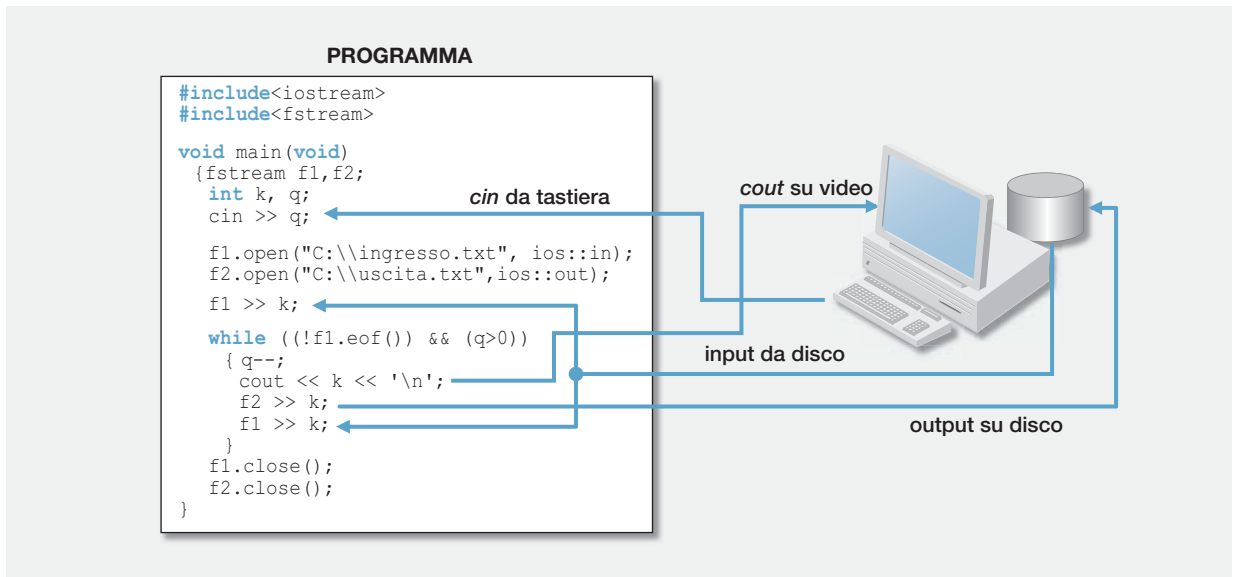 PROGRAMMA
#include<iostream>
#include<fstream>
void main(void)
{fstream f1,f2;
int k, q;
cin >> q;
f1.open("C:\\ingresso.txt", ios::in);
f2.open("C:\\uscita.txt",ios::out);
f1 >> k;
while ((!f1.eof()) && (q>0))
{ q--;
cout << k << '\n';
f2 >> k;
f1 >> k;
}
f1.close();
f2.close();
}
cin da tastiera
cout su video
input da disco
output su disco